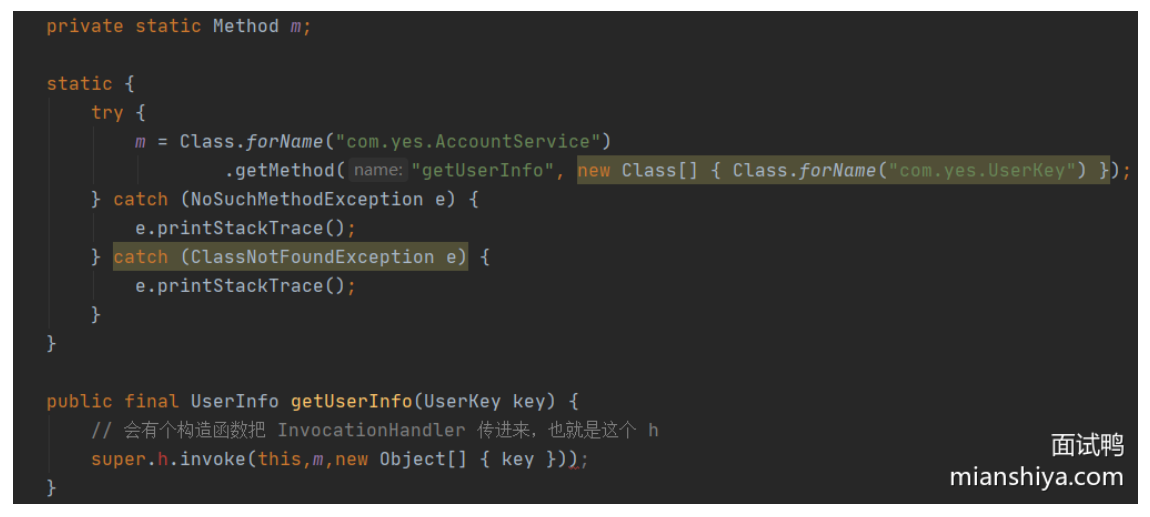 private static Method m;
static {
try {
m = Class.forName("com.yes.AccountService")
.getMethod( name: "getUserInfo", new Class[] { Class.forName("com.yes.UserKey") });
} catch (NoSuchMethodException e) {
e.printStackTrace();
} catch (ClassNotFoundException e) {
e.printStackTrace();
}
}
public final UserInfo getUserInfo(UserKey key) {
// 会有个构造函数把 InvocationHandler 传进来，也就是这个 h
super.h.invoke(this,m,new Object[] { key }));
}
面试鸭
mianshiya.com